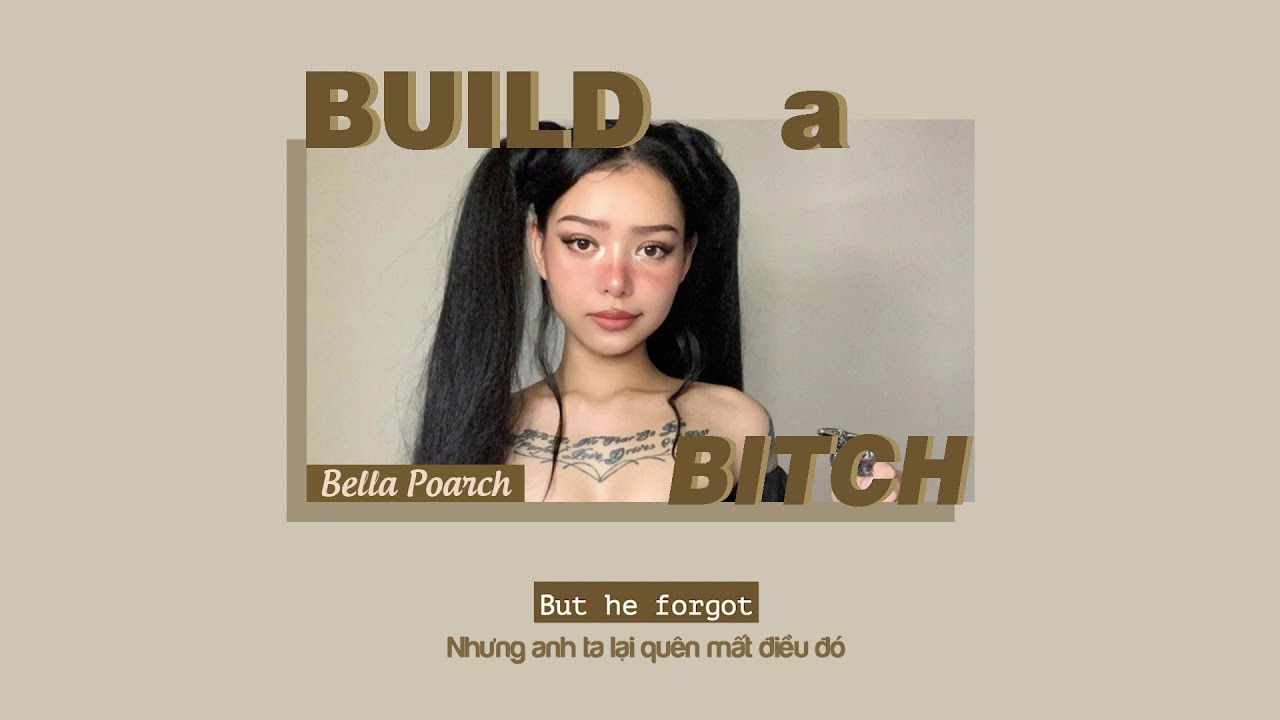 BUILD a
BITCH
Bella Poarch
But he forgot
Nhưng anh ta lại quên mất điều đó